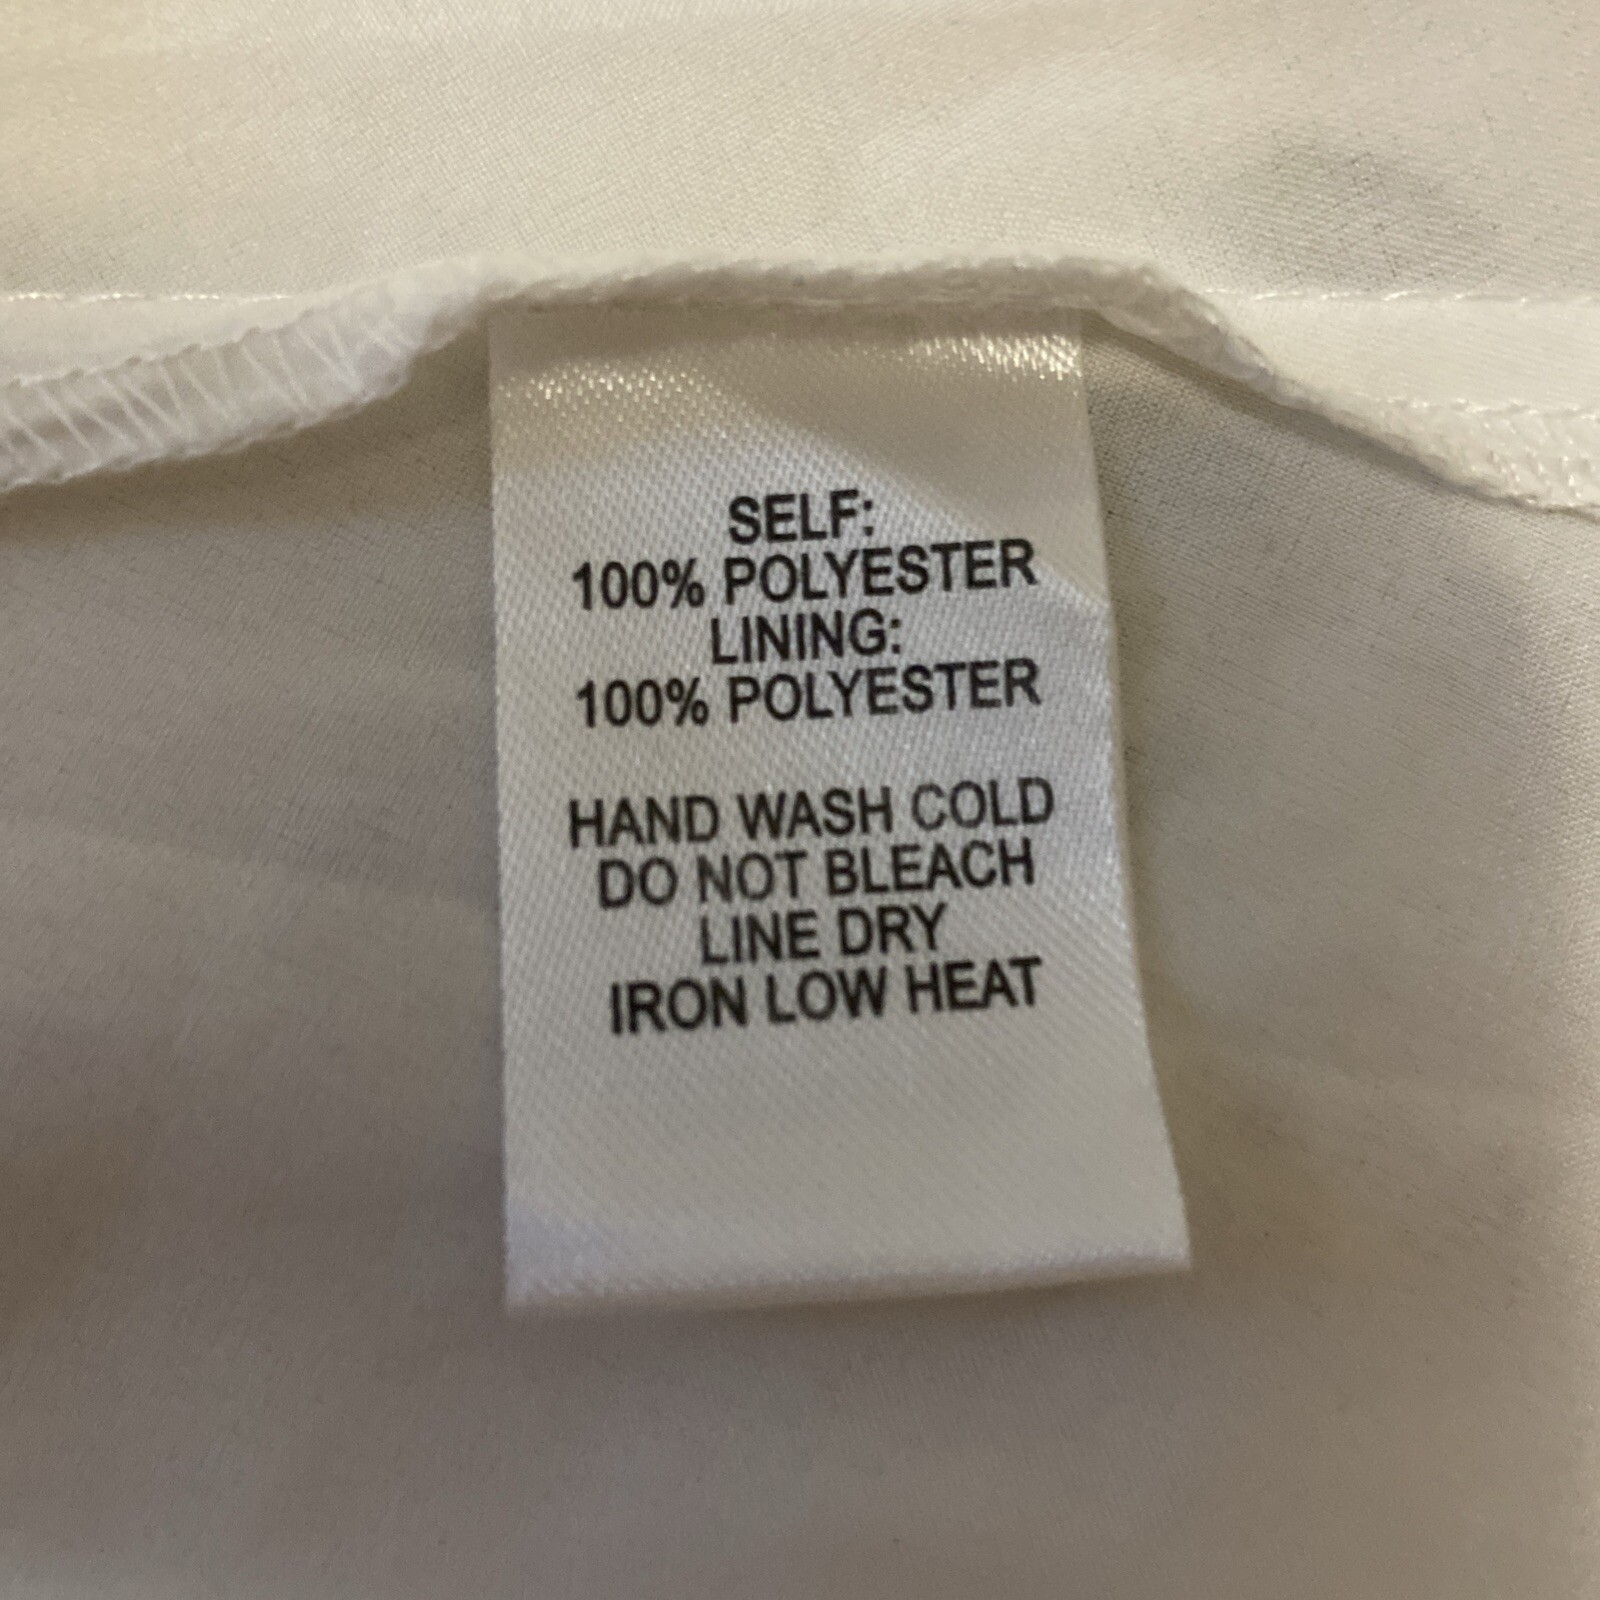 SELF:
100% POLYESTER
LINING:
100% POLYESTER
HAND WASH COLD
DO NOT BLEACH
LINE DRY
IRON LOW HEAT